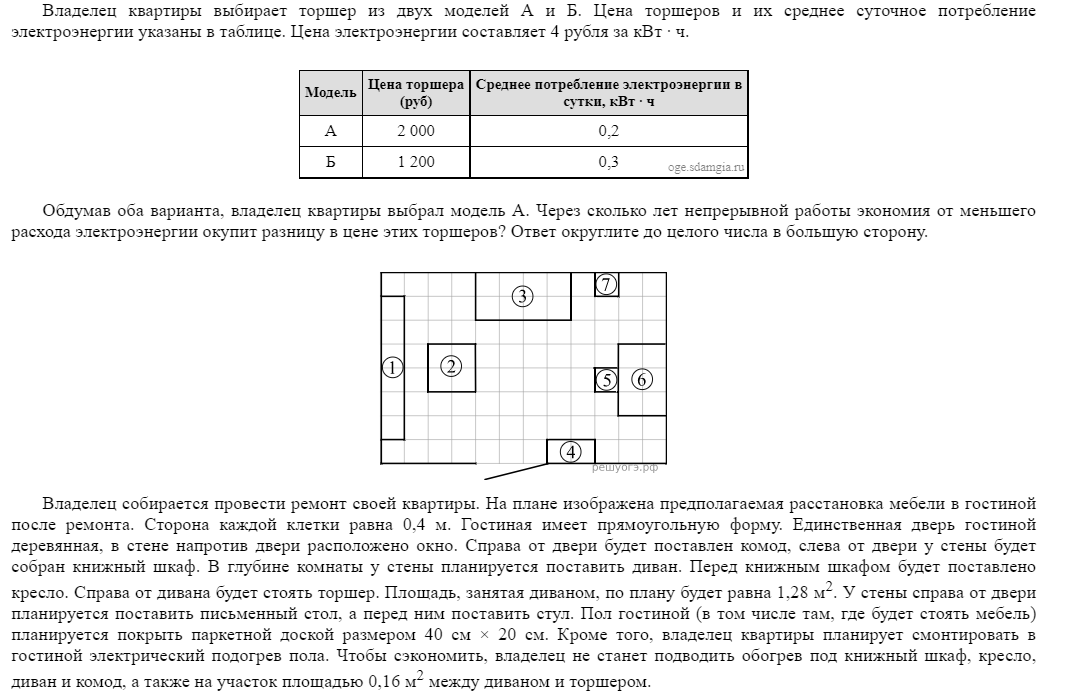 Владелец квартиры выбирает торшер из двух моделей А и Б. Цена торшеров и их среднее суточное потребление
электроэнергии указаны в таблице. Цена электроэнергии составляет 4 рубля за кВт · ч.
Модель Цена торшера (руб) Среднее потребление электроэнергии в сутки, кВт · ч
А 2 000 0,2
Б 1 200 0,3
oge.sdamgia.ru
Обдумав оба варианта, владелец квартиры выбрал модель А. Через сколько лет непрерывной работы экономия от меньшего
расхода электроэнергии окупит разницу в цене этих торшеров? Ответ округлите до целого числа в большую сторону.
3
7
1
2
5
6
4
решуогэ.рф
Владелец собирается провести ремонт своей квартиры. На плане изображена предполагаемая расстановка мебели в гостиной
после ремонта. Сторона каждой клетки равна 0,4 м. Гостиная имеет прямоугольную форму. Единственная дверь гостиной
деревянная, в стене напротив двери расположено окно. Справа от двери будет поставлен комод, слева от двери у стены будет
собран книжный шкаф. В глубине комнаты у стены планируется поставить диван. Перед книжным шкафом будет поставлено
кресло. Справа от дивана будет стоять торшер. Площадь, занятая диваном, по плану будет равна 1,28 м². У стены справа от двери
планируется поставить письменный стол, а перед ним поставить стул. Пол гостиной (в том числе там, где будет стоять мебель)
планируется покрыть паркетной доской размером 40 см × 20 см. Кроме того, владелец квартиры планирует смонтировать в
гостиной электрический подогрев пола. Чтобы сэкономить, владелец не станет подводить обогрев под книжный шкаф, кресло,
диван и комод, а также на участок площадью 0,16 м² между диваном и торшером.